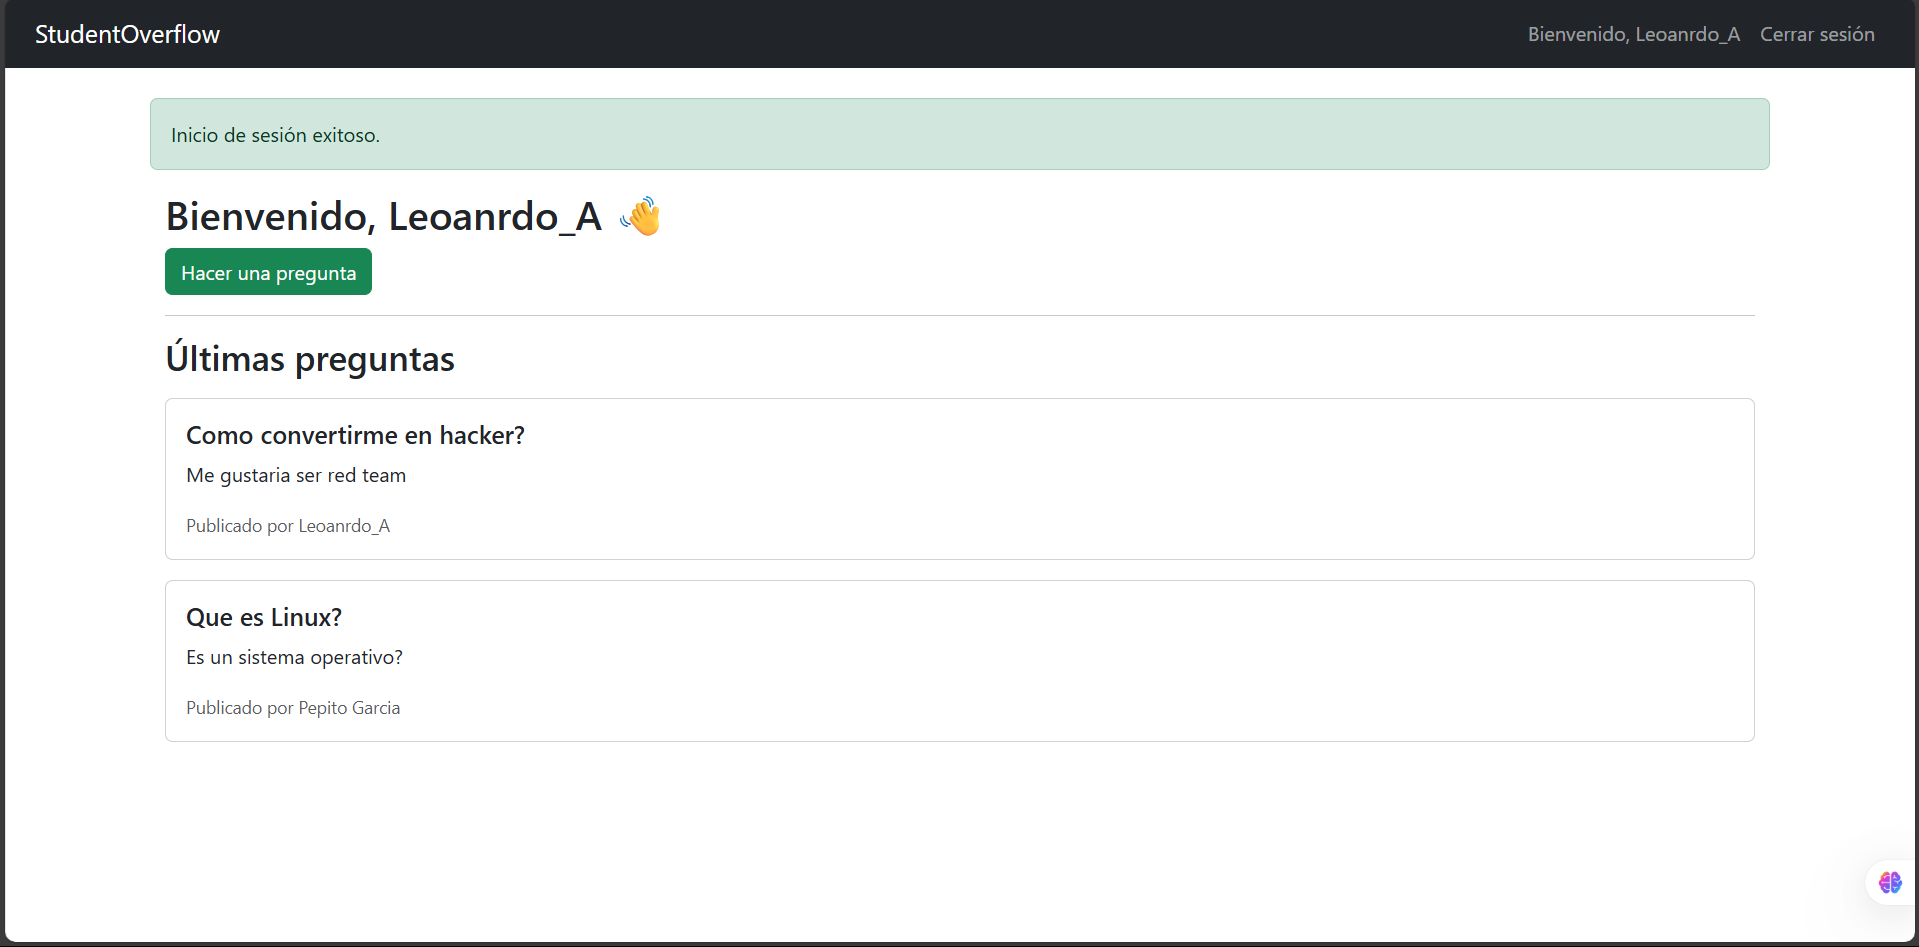 StudentOverflow
Bienvenido, Leoanrdo_A Cerrar sesión
Inicio de sesión exitoso.
Bienvenido, Leoanrdo_A 👋
Hacer una pregunta
Últimas preguntas
Como convertirme en hacker?
Me gustaria ser red team
Publicado por Leoanrdo_A
Que es Linux?
Es un sistema operativo?
Publicado por Pepito Garcia